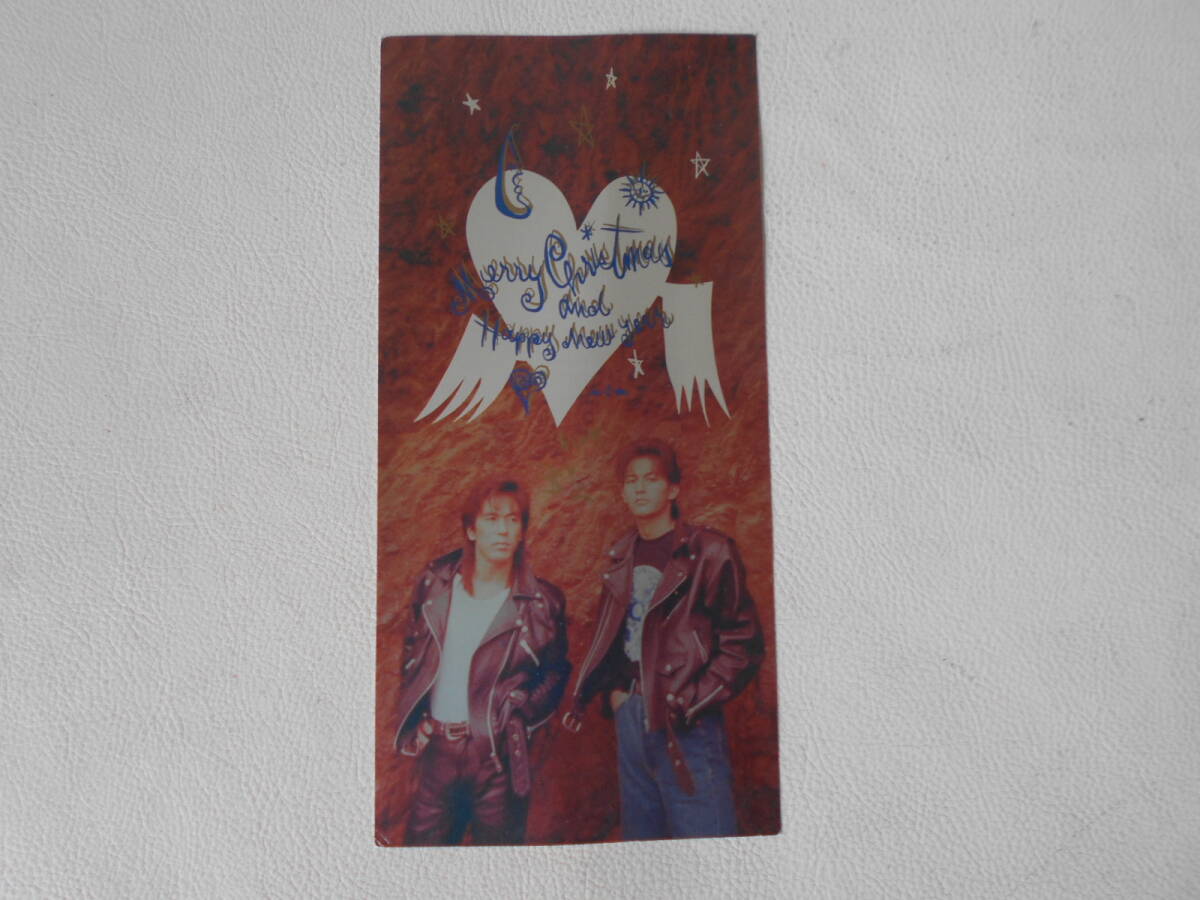 Merry Christmas
and
Happy New Year